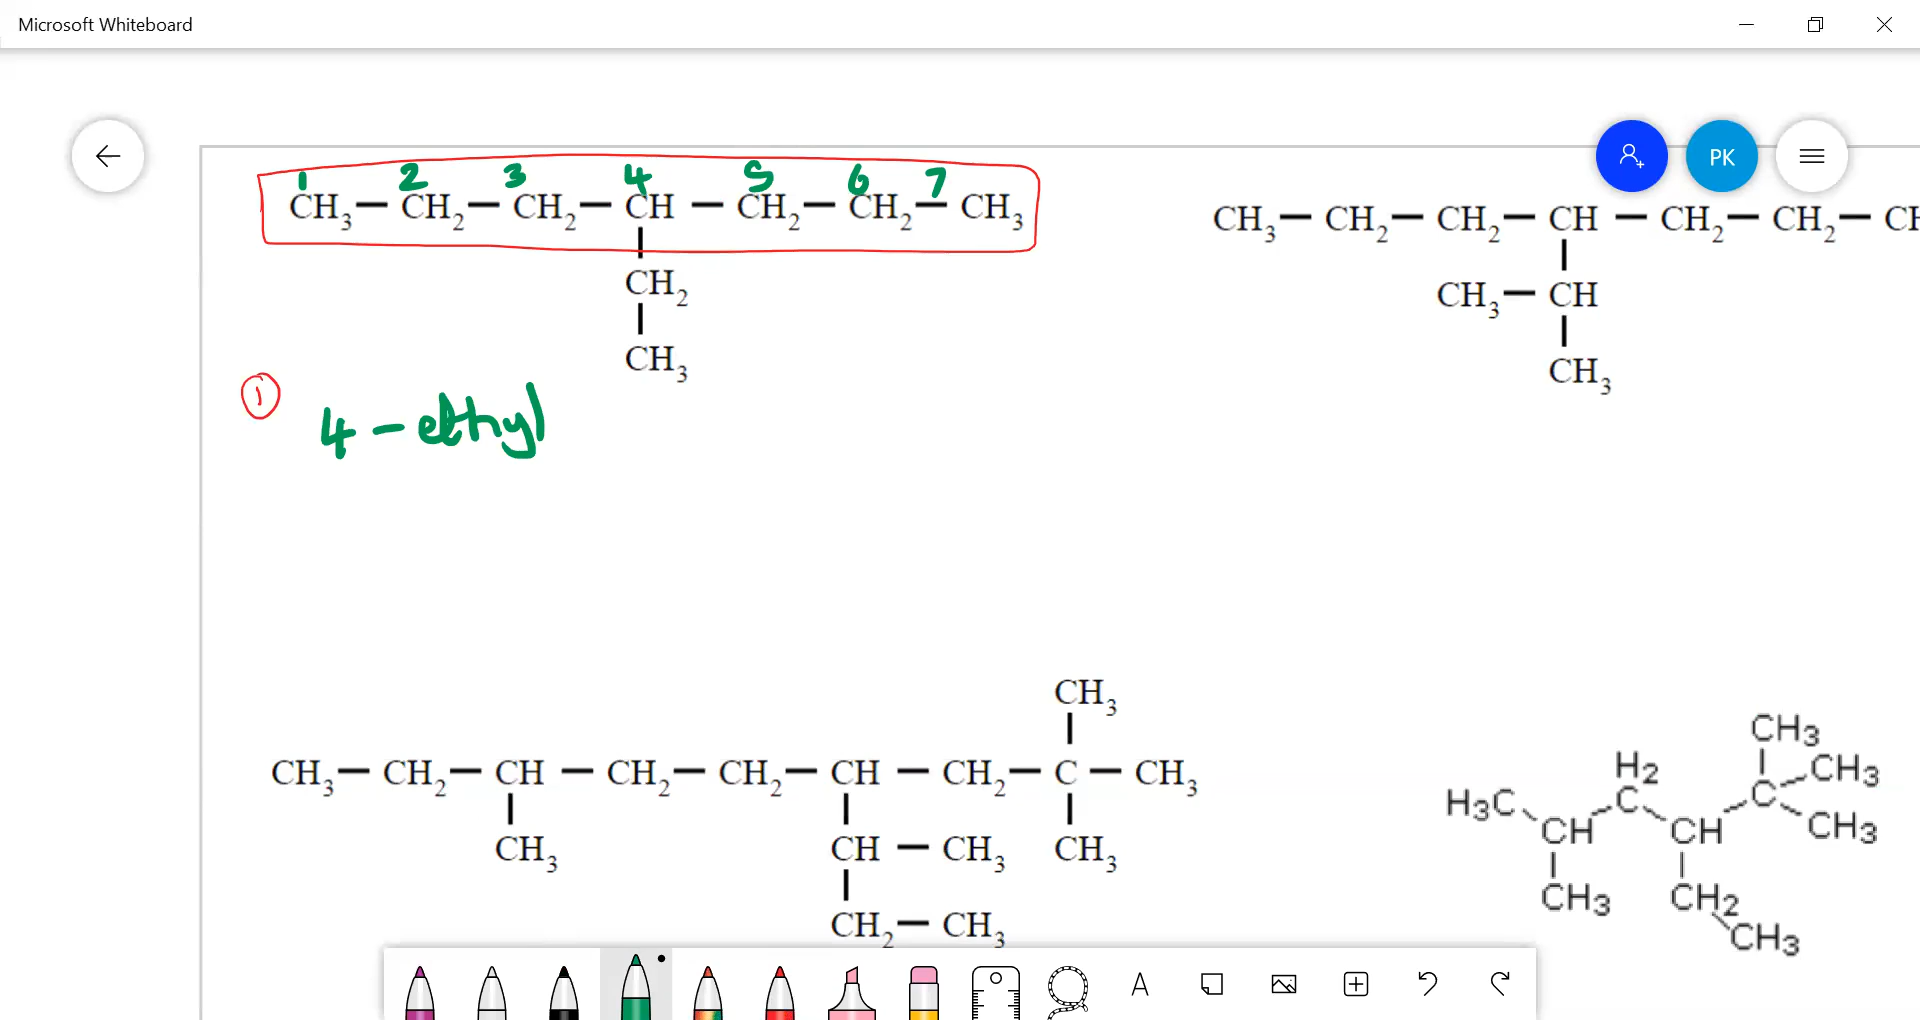 Microsoft Whiteboard
PK
1 2 3 4 5 6 7
CH3 — CH2 — CH2 — CH — CH2 — CH2 — CH3
CH2
CH3
CH3 — CH2 — CH2 — CH — CH2 — CH2 — CH
CH3 — CH
CH3
1
4 - ethyl
CH3
CH3 — CH2 — CH — CH2 — CH2 — CH — CH2 — C — CH3
CH3
CH — CH3
CH3
CH2 — CH3
CH3
H2
CH3
H3C
C
C
CH
CH
CH3
CH3
CH2
CH3
A